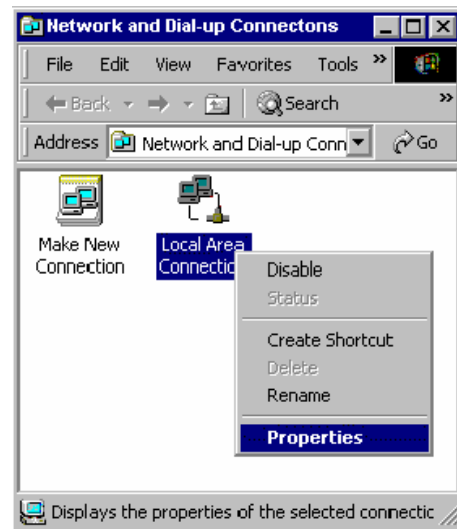 Network and Dial-up Connectons
File Edit View Favorites Tools »
Back Search »
Address Network and Dial-up Conn Go
Make New Connection
Local Area Connectio
Disable
Status
Create Shortcut
Delete
Rename
Properties
Displays the properties of the selected connectic